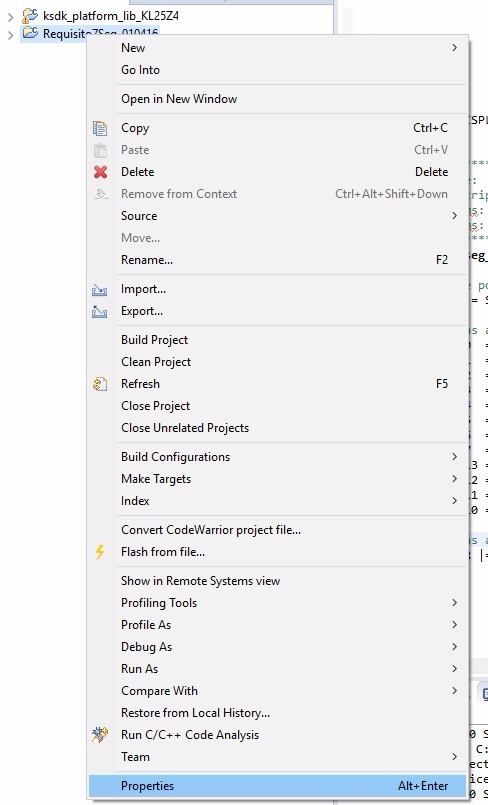 ksdk_platform_lib_KL25Z4
Requisito7Seg_010416
New
Go Into
Open in New Window
Copy Ctrl+C
Paste Ctrl+V
Delete Delete
Remove from Context Ctrl+Alt+Shift+Down
Source
Move...
Rename... F2
Import...
Export...
Build Project
Clean Project
Refresh F5
Close Project
Close Unrelated Projects
Build Configurations
Make Targets
Index
Convert CodeWarrior project file...
Flash from file...
Show in Remote Systems view
Profiling Tools
Profile As
Debug As
Run As
Compare With
Restore from Local History...
Run C/C++ Code Analysis
Team
Properties Alt+Enter